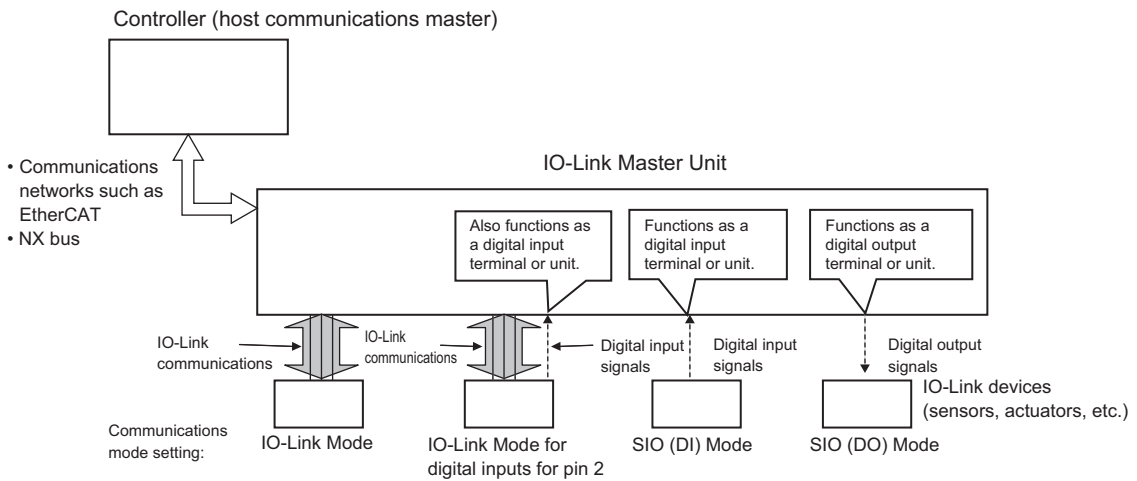 Controller (host communications master)
• Communications
networks such as
EtherCAT
• NX bus
IO-Link Master Unit
Also functions as
a digital input
terminal or unit.
Functions as a
digital input
terminal or unit.
Functions as a
digital output
terminal or unit.
IO-Link
communications
IO-Link
communications
Digital input
signals
Digital input
signals
Digital output
signals
IO-Link devices
(sensors, actuators, etc.)
Communications
mode setting:
IO-Link Mode
IO-Link Mode for
digital inputs for pin 2
SIO (DI) Mode
SIO (DO) Mode